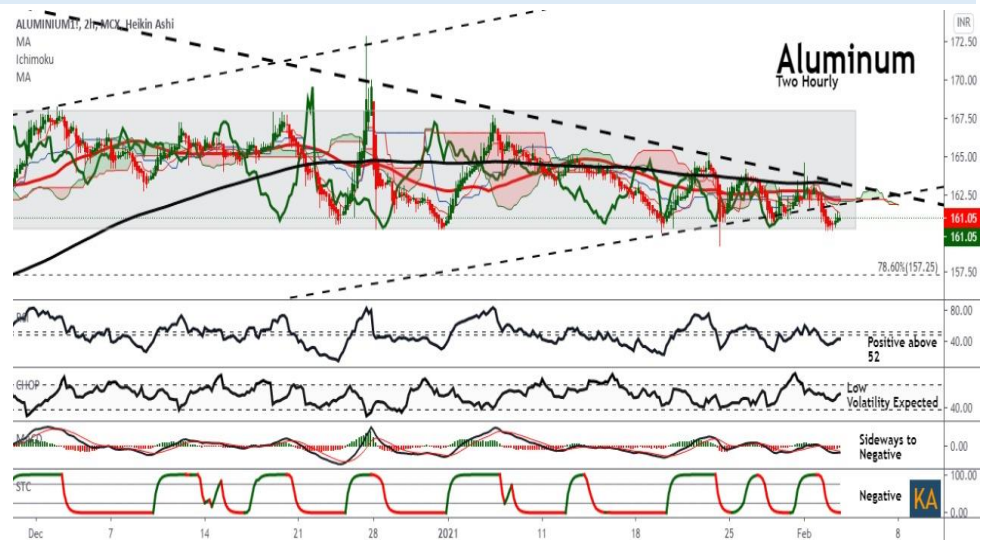 ALUMINIUM1!, 2h, MCX, Heikin Ashi
MA
Ichimoku
MA
Aluminum
Two Hourly
INR
172.50
170.00
167.50
165.00
162.50
161.05
161.05
78.60%(157.25)
157.50
RSI
80.00
40.00
Positive above
52
CHOP
Low
Volatility Expected
40.00
MACD
Sideways to
Negative
0.00
STC
100.00
Negative
KA
0.00
Dec
7
14
21
28
2021
11
18
25
Feb
8